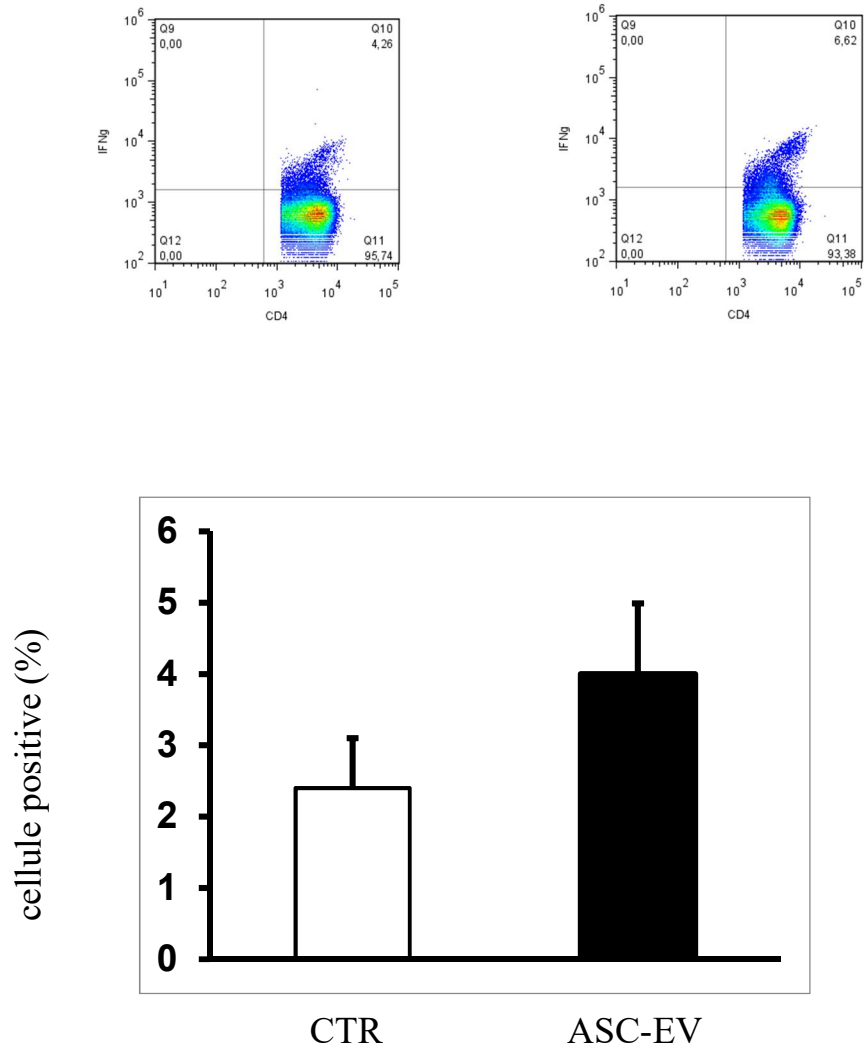 10^6
Q9
0,00
Q10
4,26
10^5
IFNg
10^4
10^3
Q12
0,00
Q11
95,74
10^2
10^1 10^2 10^3 10^4 10^5
CD4
10^6
Q9
0,00
Q10
6,62
10^5
IFNg
10^4
10^3
Q12
0,00
Q11
93,38
10^2
10^1 10^2 10^3 10^4 10^5
CD4
cellule positive (%)
6
5
4
3
2
1
0
CTR ASC-EV